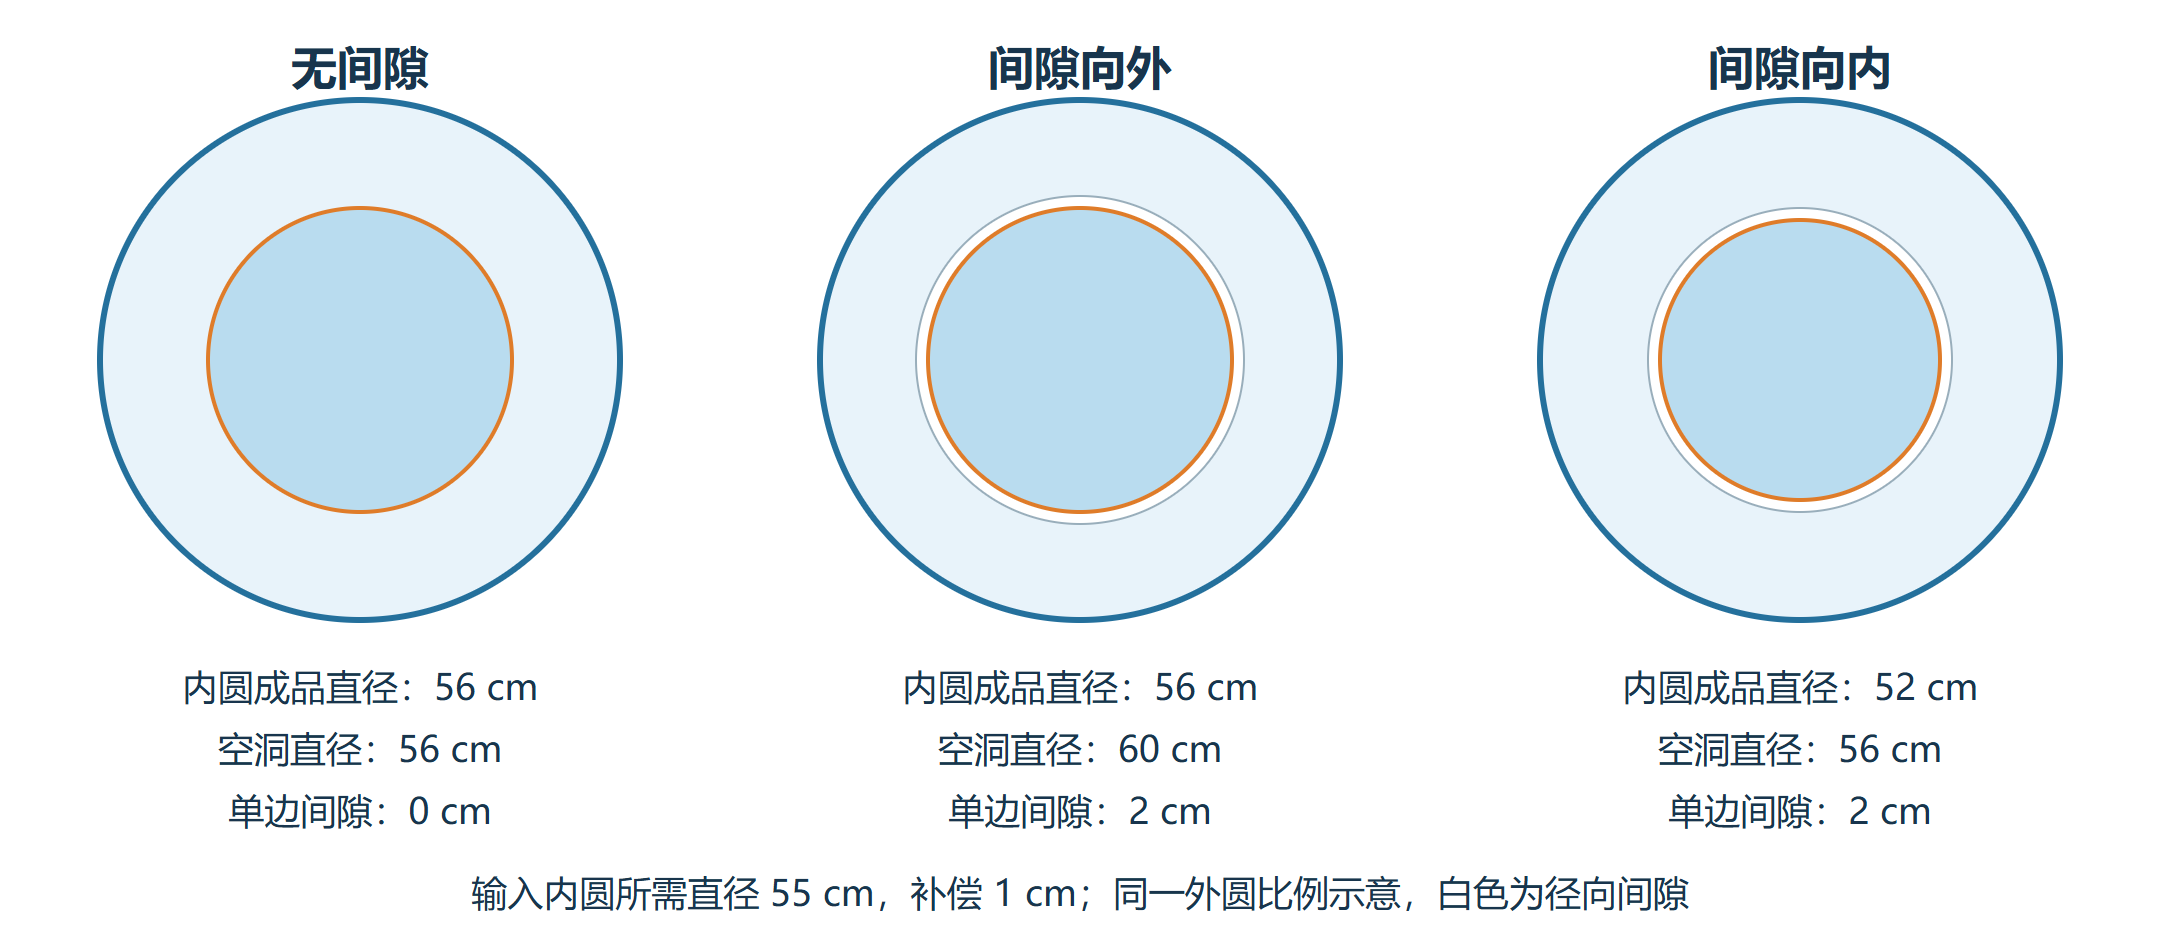 无间隙
间隙向外
间隙向内
内圆成品直径：56 cm
空洞直径：56 cm
单边间隙：0 cm
内圆成品直径：56 cm
空洞直径：60 cm
单边间隙：2 cm
内圆成品直径：52 cm
空洞直径：56 cm
单边间隙：2 cm
输入内圆所需直径 55 cm，补偿 1 cm；同一外圆比例示意，白色为径向间隙